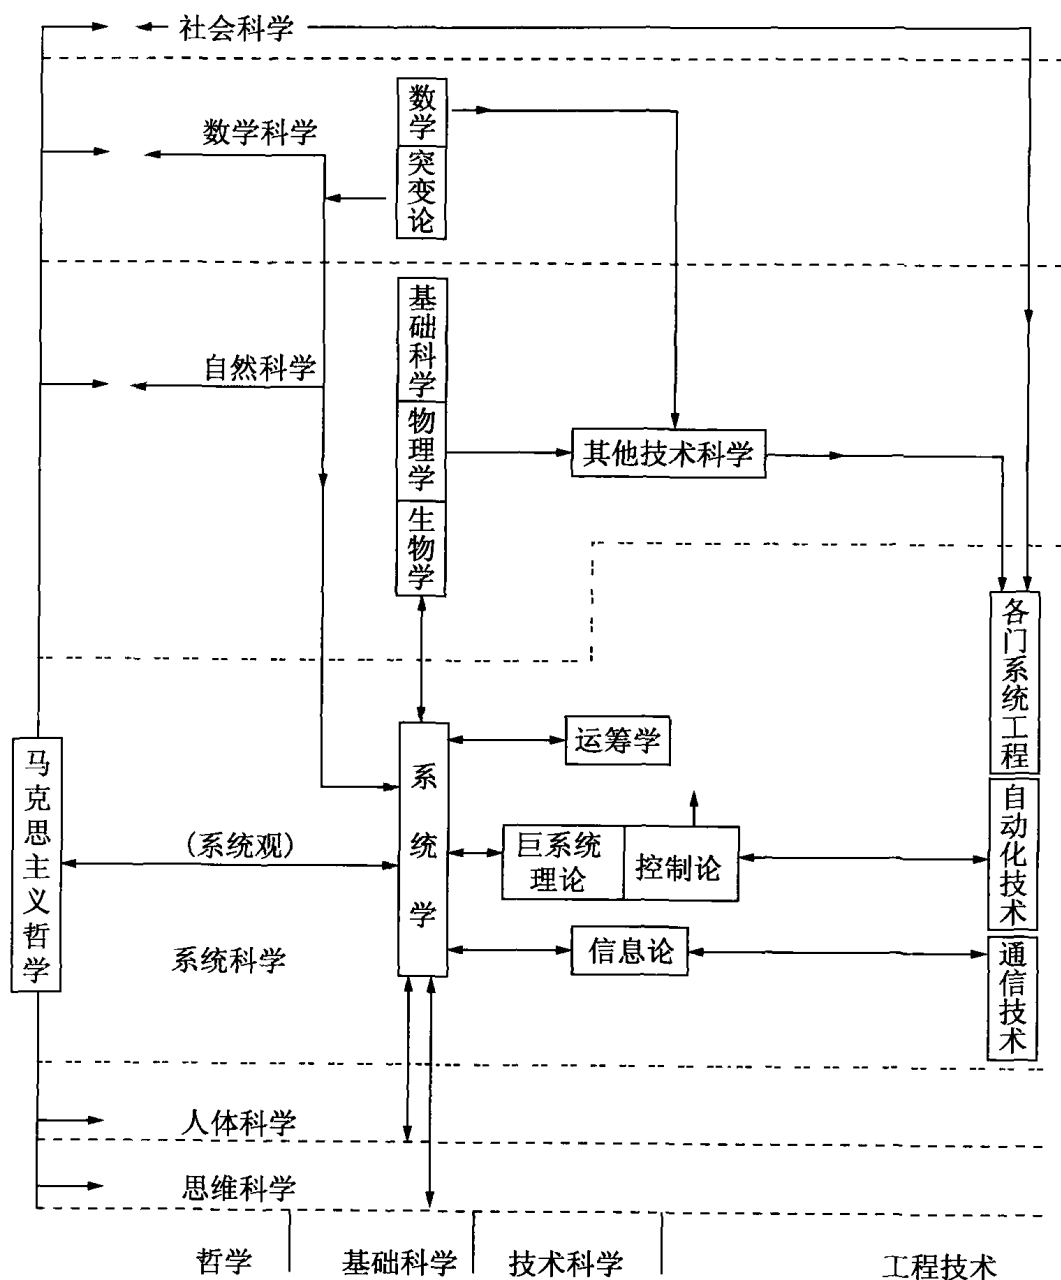 社会科学
数学
突变论
数学科学
基础科学
物理学
生物学
自然科学
其他技术科学
各门系统工程
自动化技术
通信技术
运筹学
系统学
马克思主义哲学
(系统观)
巨系统
理论
控制论
信息论
系统科学
人体科学
思维科学
哲学
基础科学
技术科学
工程技术